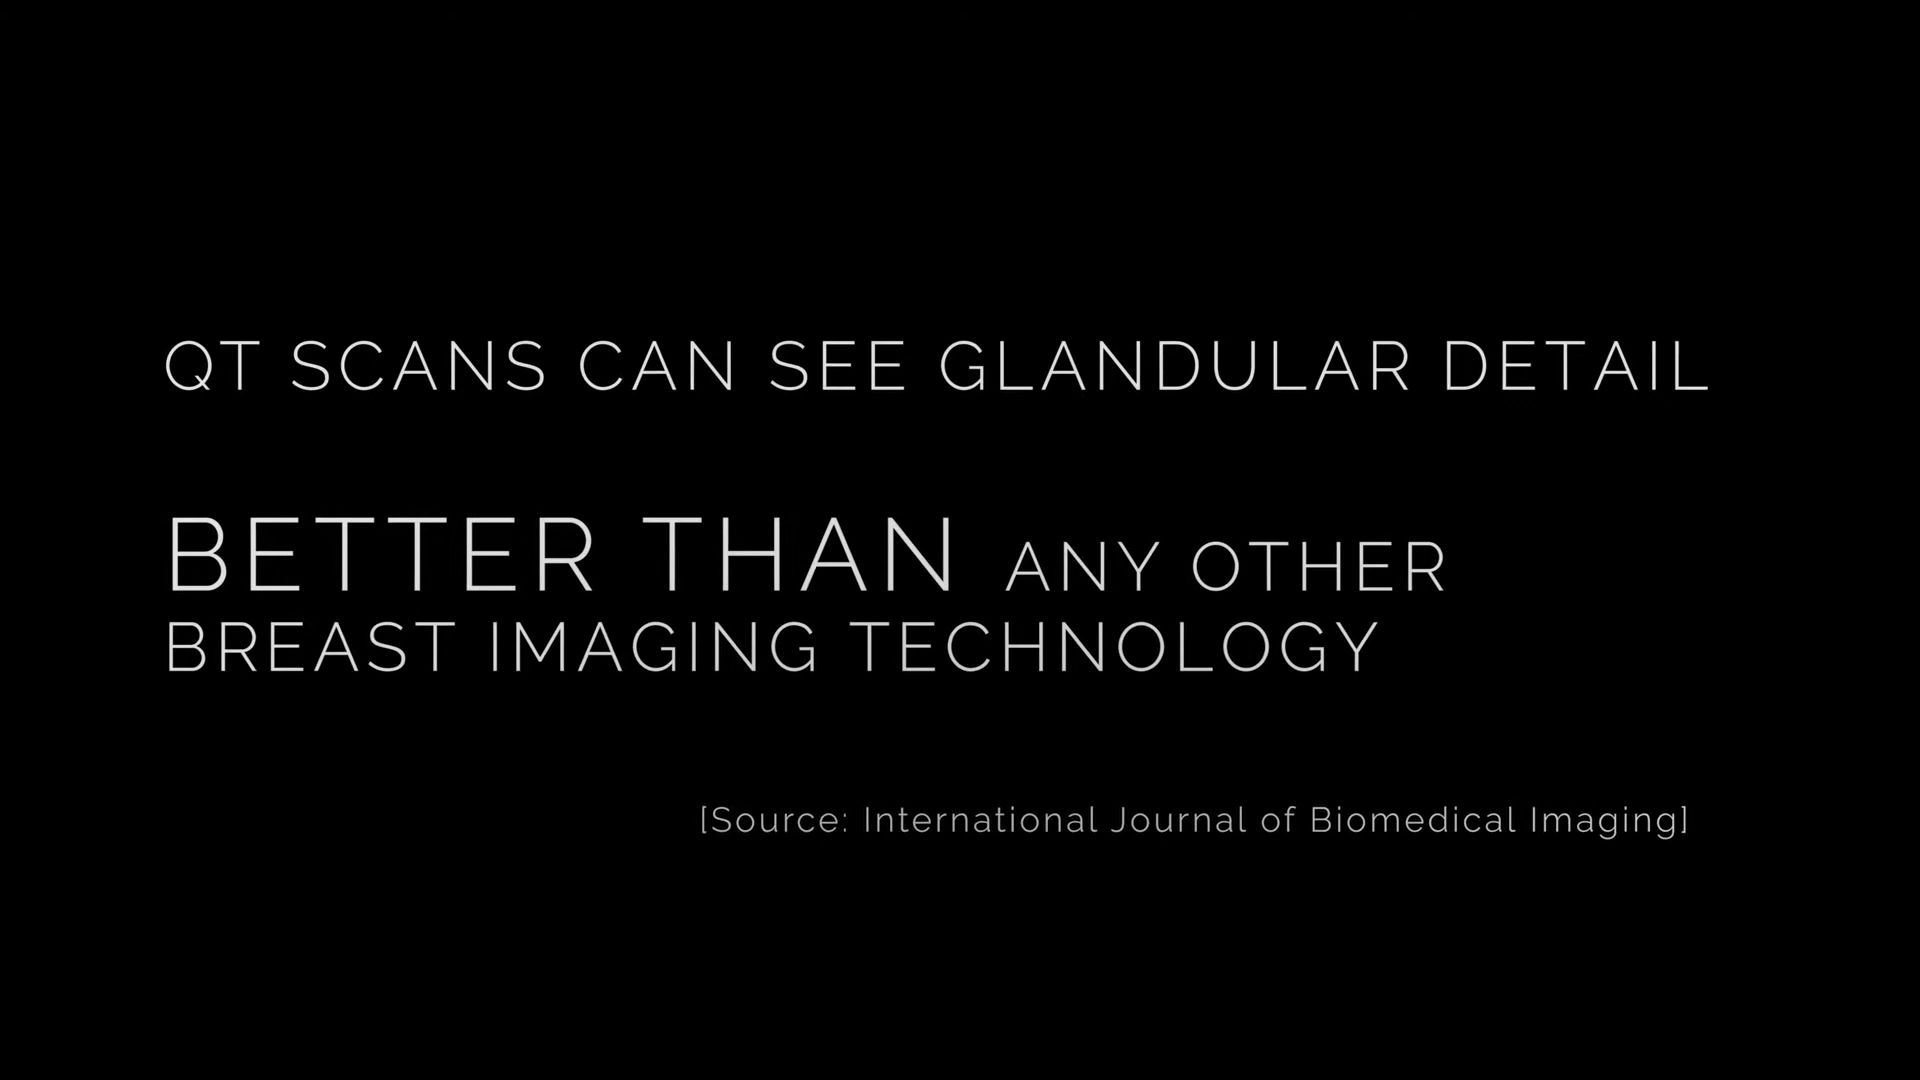 QT SCANS CAN SEE GLANDULAR DETAIL
BETTER THAN ANY OTHER
BREAST IMAGING TECHNOLOGY
[Source: International Journal of Biomedical Imaging]